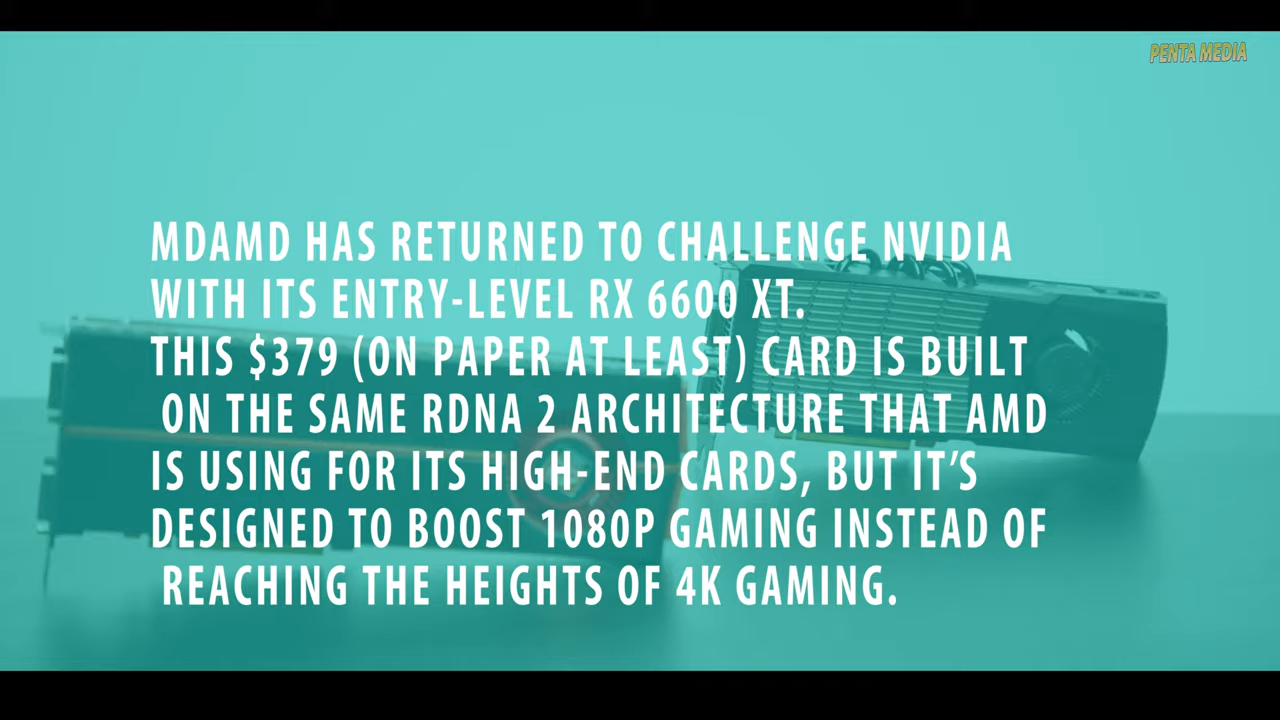 PENTA MEDIA
MDAMD HAS RETURNED TO CHALLENGE NVIDIA
WITH ITS ENTRY-LEVEL RX 6600 XT.
THIS $379 (ON PAPER AT LEAST) CARD IS BUILT
ON THE SAME RDNA 2 ARCHITECTURE THAT AMD
IS USING FOR ITS HIGH-END CARDS, BUT IT’S
DESIGNED TO BOOST 1080P GAMING INSTEAD OF
REACHING THE HEIGHTS OF 4K GAMING.